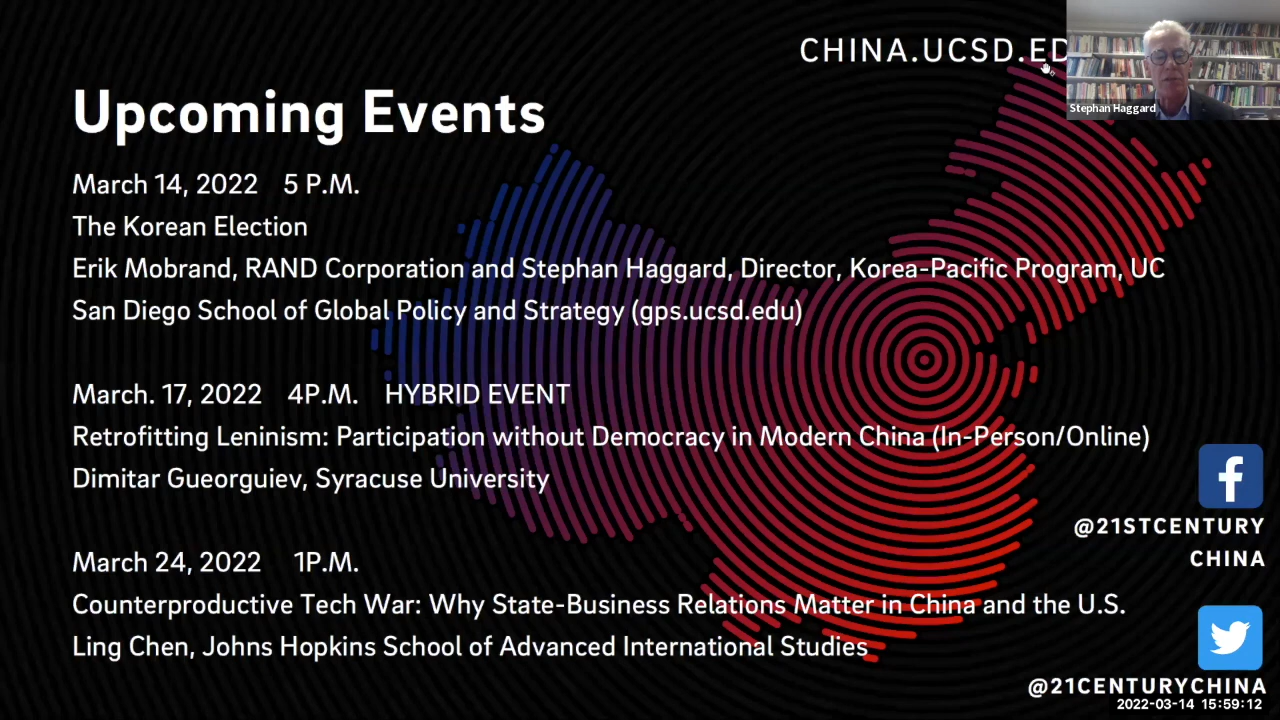 CHINA.UCSD.ED
Stephan Haggard
Upcoming Events
March 14, 2022 5 P.M.
The Korean Election
Erik Mobrand, RAND Corporation and Stephan Haggard, Director, Korea-Pacific Program, UC
San Diego School of Global Policy and Strategy (gps.ucsd.edu)
March. 17, 2022 4P.M. HYBRID EVENT
Retrofitting Leninism: Participation without Democracy in Modern China (In-Person/Online)
Dimitar Gueorguiev, Syracuse University
March 24, 2022 1P.M.
Counterproductive Tech War: Why State-Business Relations Matter in China and the U.S.
Ling Chen, Johns Hopkins School of Advanced International Studies
@21STCENTURY
CHINA
@21CENTURYCHINA
2022-03-14 15:59:12